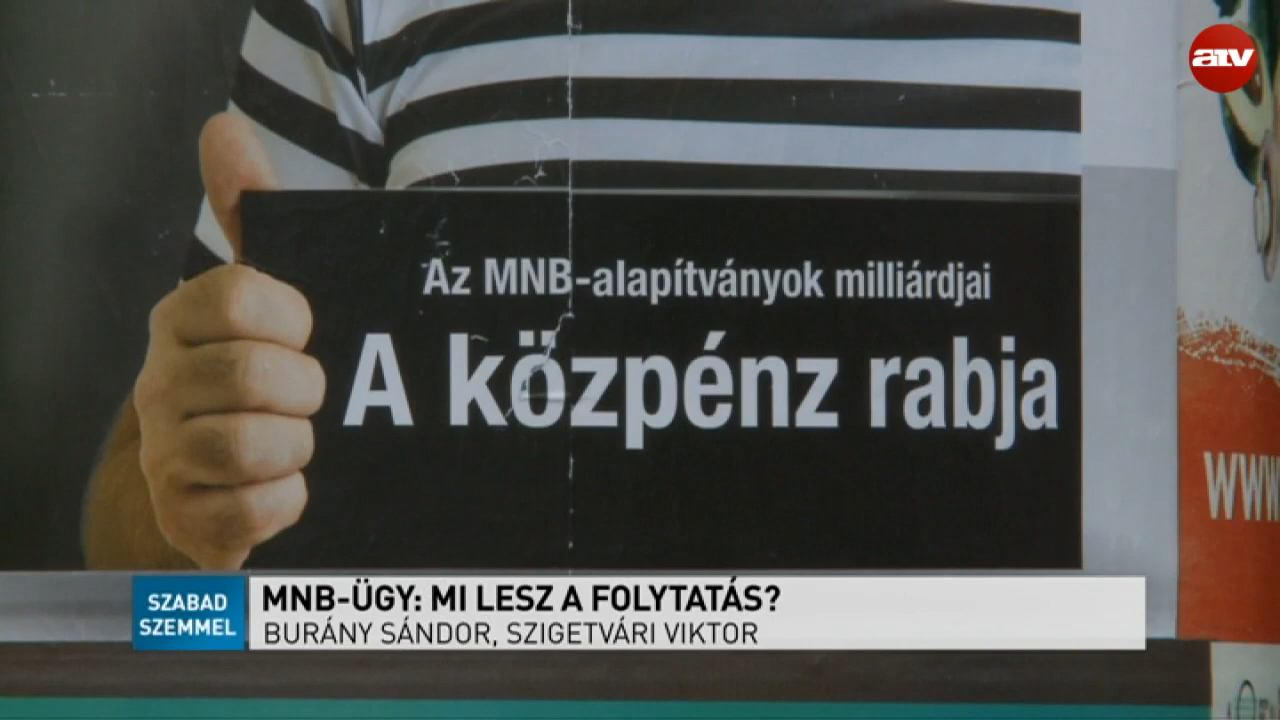 atv
Az MNB-alapítványok milliárdjai
A közpénz rabja
WWW
SZABAD
SZEMMEL
MNB-ÜGY: MI LESZ A FOLYTATÁS?
BURÁNY SÁNDOR, SZIGETVÁRI VIKTOR